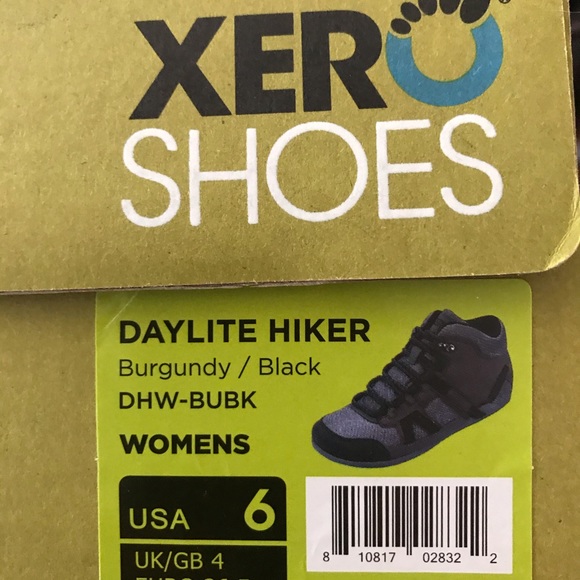 XERO
SHOES
DAYLITE HIKER
Burgundy / Black
DHW-BUBK
WOMENS
USA 6
UK/GB 4
8 10817 02832 2